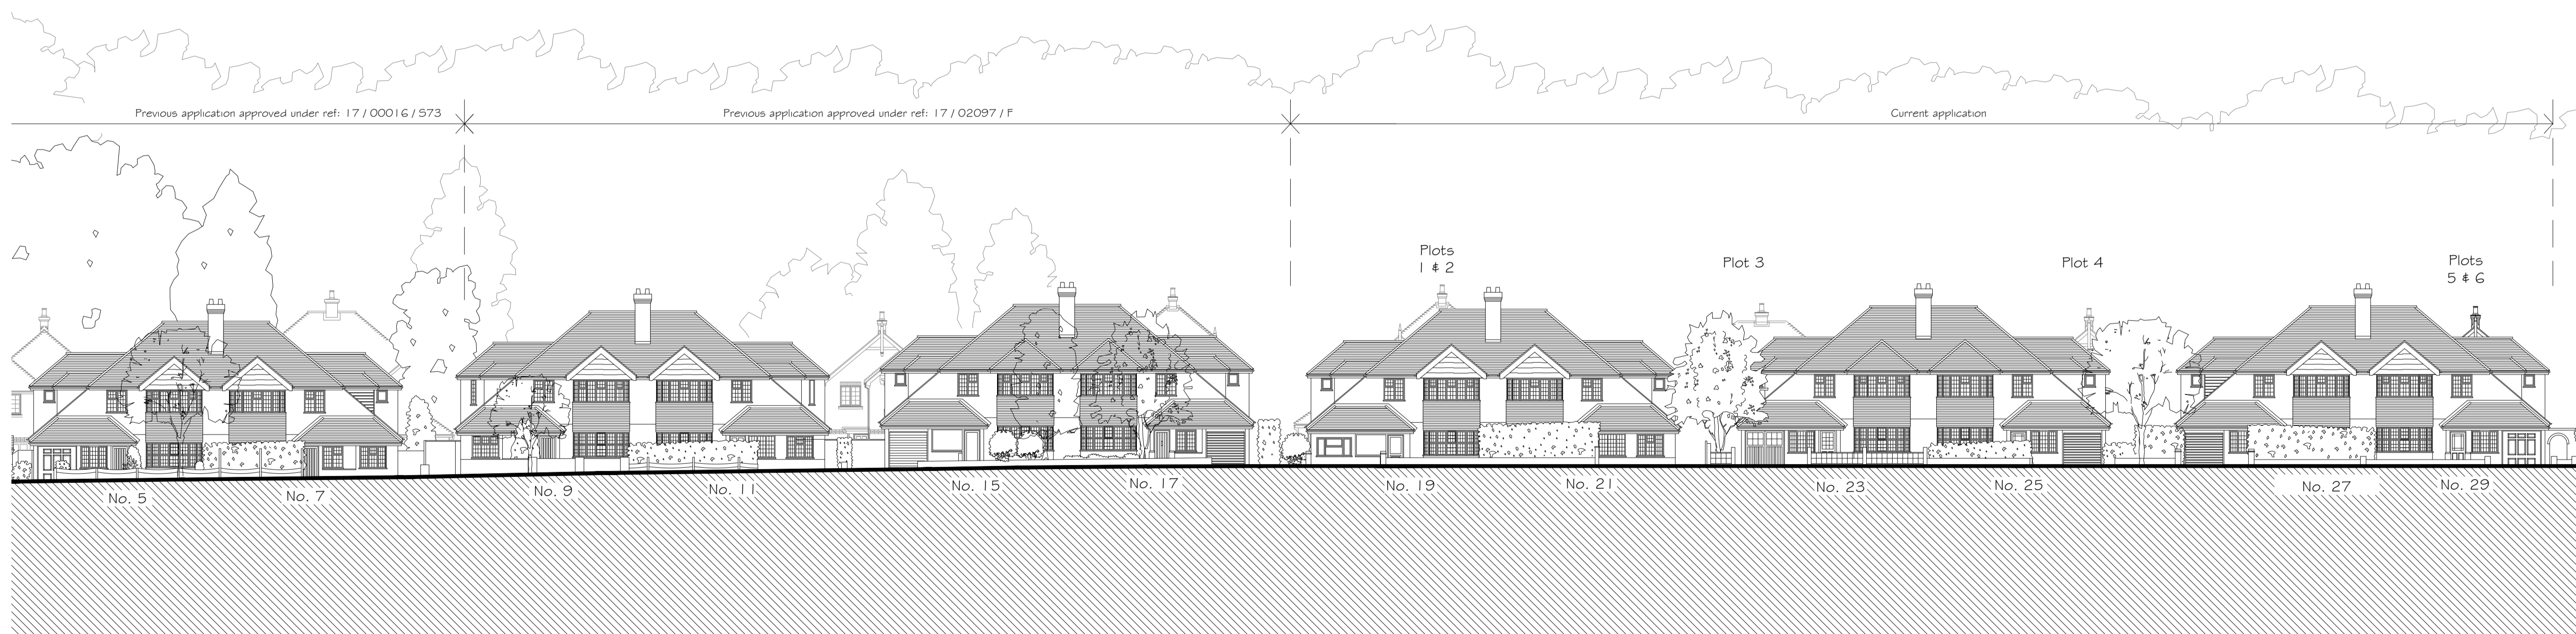 Previous application approved under ref: 17 / 00016 / S73
Previous application approved under ref: 17 / 02097 / F
Current application
Plots
1 & 2
Plot 3
Plot 4
Plots
5 & 6
No. 5
No. 7
No. 9
No. 11
No. 15
No. 17
No. 19
No. 21
No. 23
No. 25
No. 27
No. 29